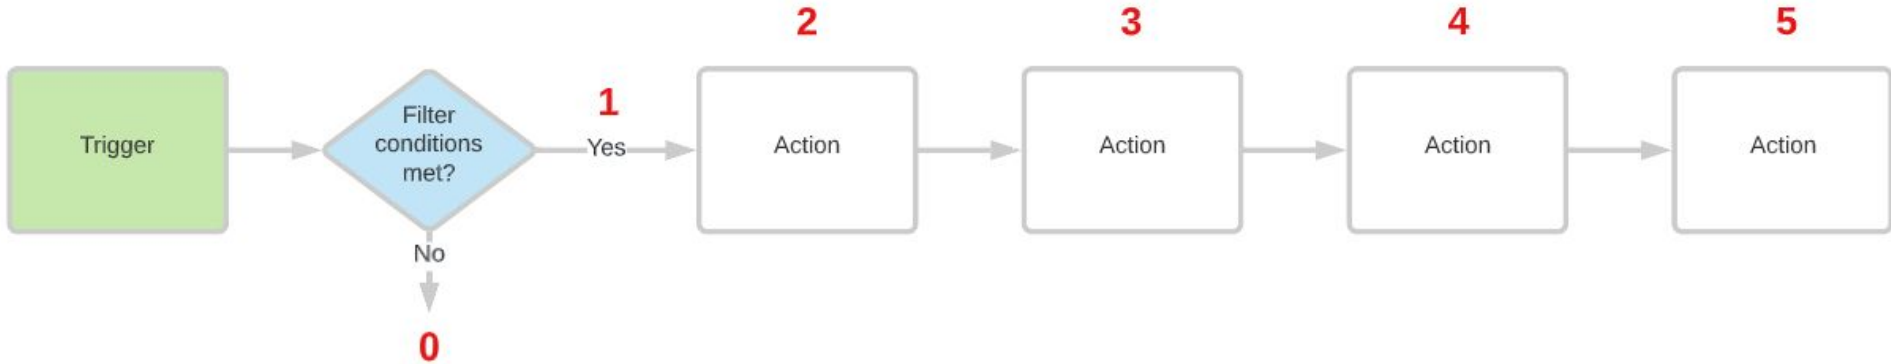 2
3
4
5
1
Trigger
Filter
conditions
met?
Yes
Action
Action
Action
Action
No
0